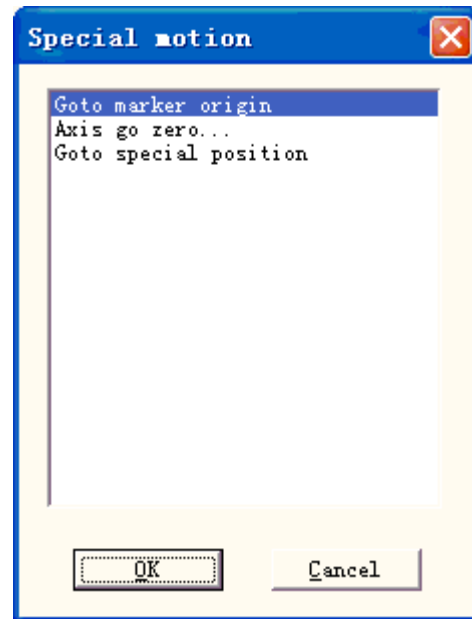 Special motion
Goto marker origin
Axis go zero...
Goto special position
OK
Cancel